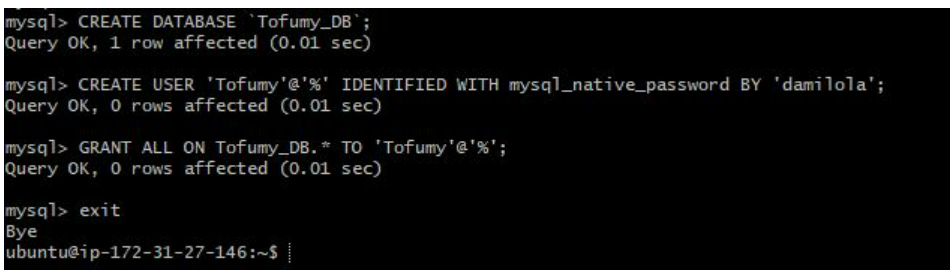 mysql> CREATE DATABASE `Tofumy_DB`;
Query OK, 1 row affected (0.01 sec)
mysql> CREATE USER 'Tofumy'@'%' IDENTIFIED WITH mysql_native_password BY 'damilola';
Query OK, 0 rows affected (0.01 sec)
mysql> GRANT ALL ON Tofumy_DB.* TO 'Tofumy'@'%';
Query OK, 0 rows affected (0.01 sec)
mysql> exit
Bye
ubuntu@ip-172-31-27-146:~$